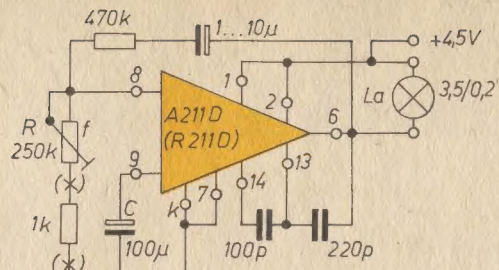 470k
1...10μ
+4,5V
8
1
2
La
3,5/0,2
A211D
(R211D)
6
R
f
250k
9
7
14
13
(×)
k
C
1k
100μ
100p
220p
(×)